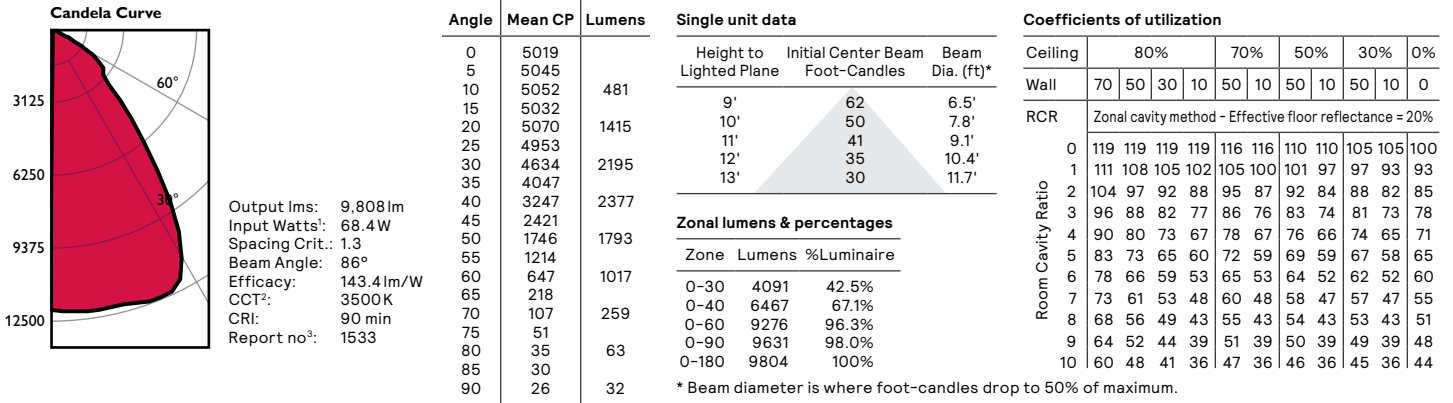 Candela Curve
3125
6250
9375
12500
60°
30°
Output lms: 9,808 lm
Input Watts¹: 68.4 W
Spacing Crit.: 1.3
Beam Angle: 86°
Efficacy: 143.4 lm/W
CCT²: 3500 K
CRI: 90 min
Report no³: 1533
Angle Mean CP Lumens
0 5019
5 5045
10 5052 481
15 5032
20 5070 1415
25 4953
30 4634 2195
35 4047
40 3247 2377
45 2421
50 1746 1793
55 1214
60 647 1017
65 218
70 107 259
75 51
80 35 63
85 30
90 26 32
Single unit data
Height to Initial Center Beam Beam
Lighted Plane Foot-Candles Dia. (ft)*
9' 62 6.5'
10' 50 7.8'
11' 41 9.1'
12' 35 10.4'
13' 30 11.7'
Zonal lumens & percentages
Zone Lumens %Luminaire
0-30 4091 42.5%
0-40 6467 67.1%
0-60 9276 96.3%
0-90 9631 98.0%
0-180 9804 100%
* Beam diameter is where foot-candles drop to 50% of maximum.
Coefficients of utilization
Ceiling 80% 70% 50% 30% 0%
Wall 70 50 30 10 50 10 50 10 50 10 0
RCR Zonal cavity method - Effective floor reflectance = 20%
Room Cavity Ratio
0 119 119 119 119 116 116 110 110 105 105 100
1 111 108 105 102 105 100 101 97 97 93 93
2 104 97 92 88 95 87 92 84 88 82 85
3 96 88 82 77 86 76 83 74 81 73 78
4 90 80 73 67 78 67 76 66 74 65 71
5 83 73 65 60 72 59 69 59 67 58 65
6 78 66 59 53 65 53 64 52 62 52 60
7 73 61 53 48 60 48 58 47 57 47 55
8 68 56 49 43 55 43 54 43 53 43 51
9 64 52 44 39 51 39 50 39 49 39 48
10 60 48 41 36 47 36 46 36 45 36 44